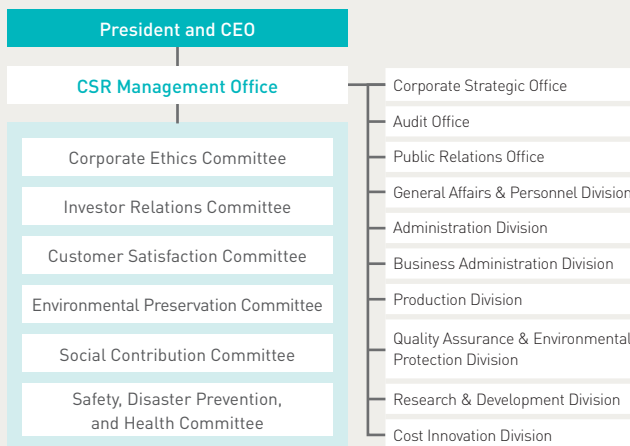 President and CEO
CSR Management Office
Corporate Ethics Committee
Investor Relations Committee
Customer Satisfaction Committee
Environmental Preservation Committee
Social Contribution Committee
Safety, Disaster Prevention,
and Health Committee
Corporate Strategic Office
Audit Office
Public Relations Office
General Affairs & Personnel Division
Administration Division
Business Administration Division
Production Division
Quality Assurance & Environmental
Protection Division
Research & Development Division
Cost Innovation Division